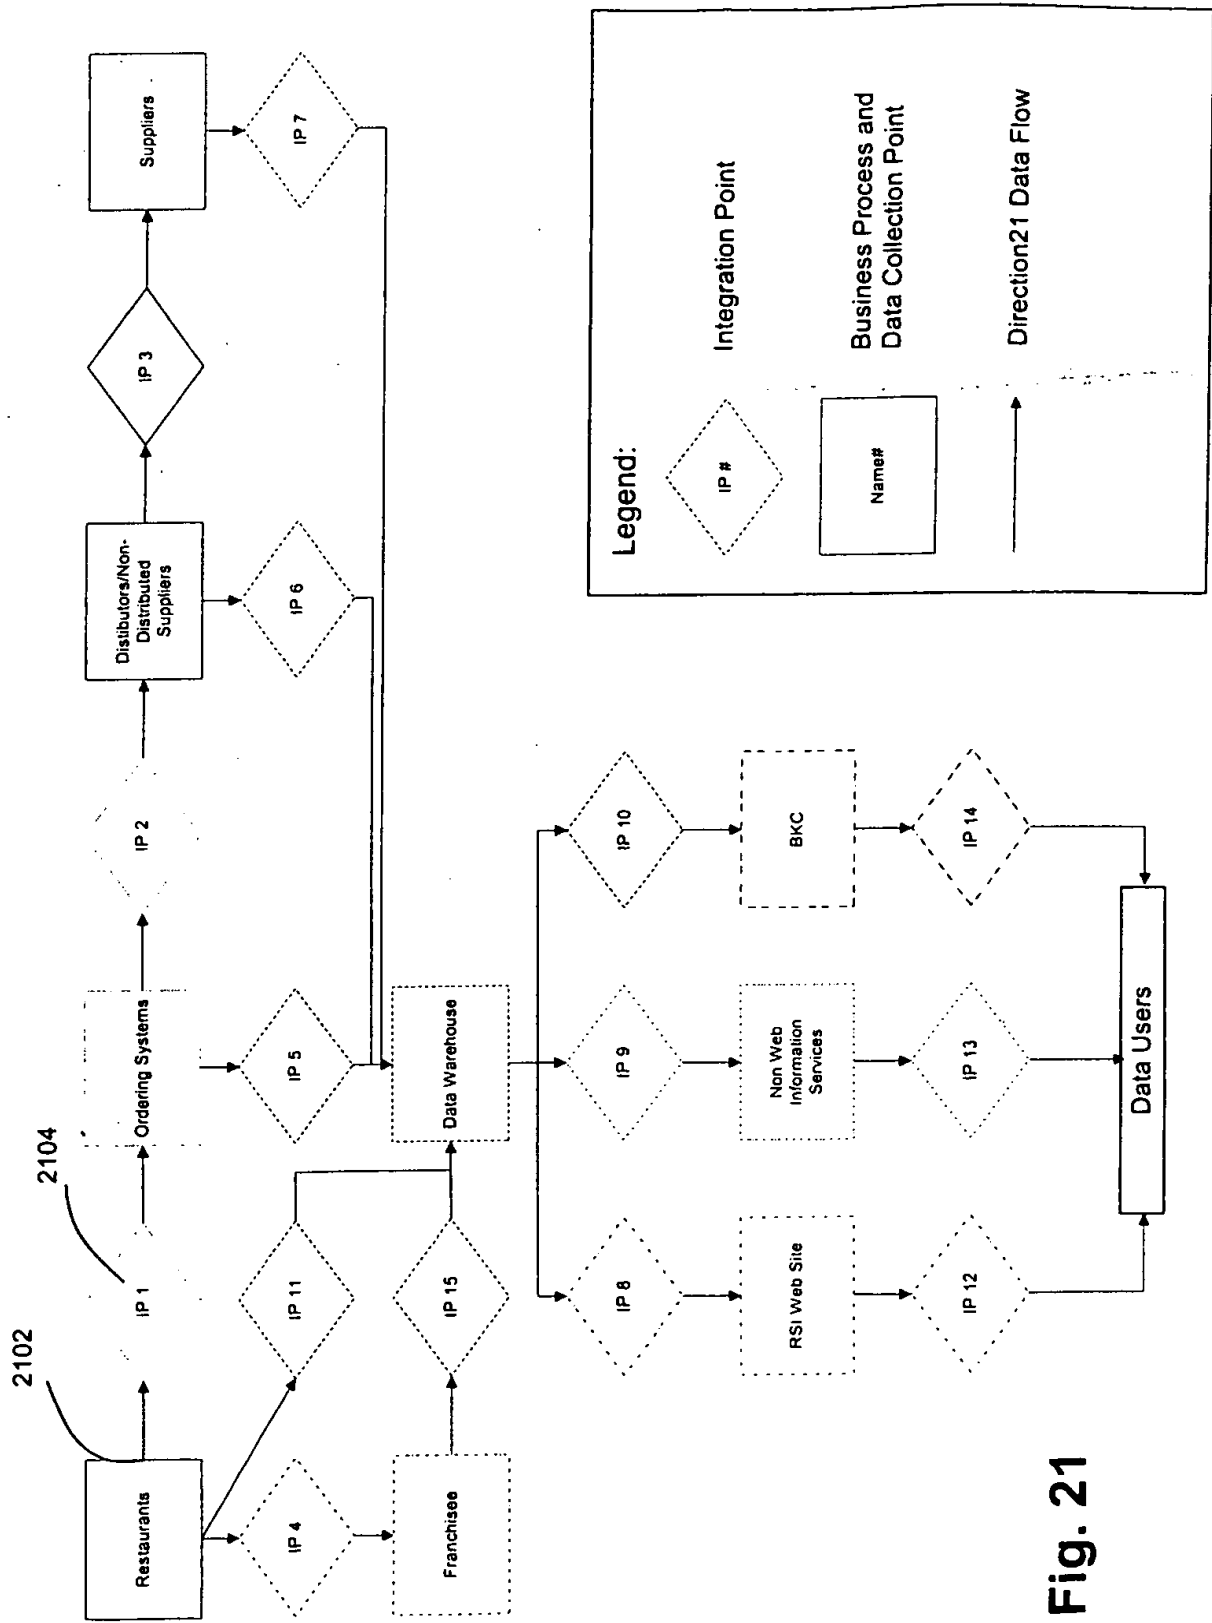 2102
2104
Restaurants
IP 1
Ordering Systems
IP 2
Distibutors/Non-
Distributed
Suppliers
IP 3
Suppliers
IP 4
IP 11
IP 5
IP 6
IP 7
Franchisee
IP 15
Data Warehouse
IP 8
IP 9
IP 10
RSI Web Site
Non Web
Information
Services
BKC
IP 12
IP 13
IP 14
Data Users
Legend:
IP #
Integration Point
Name#
Business Process and
Data Collection Point
Direction21 Data Flow
Fig. 21